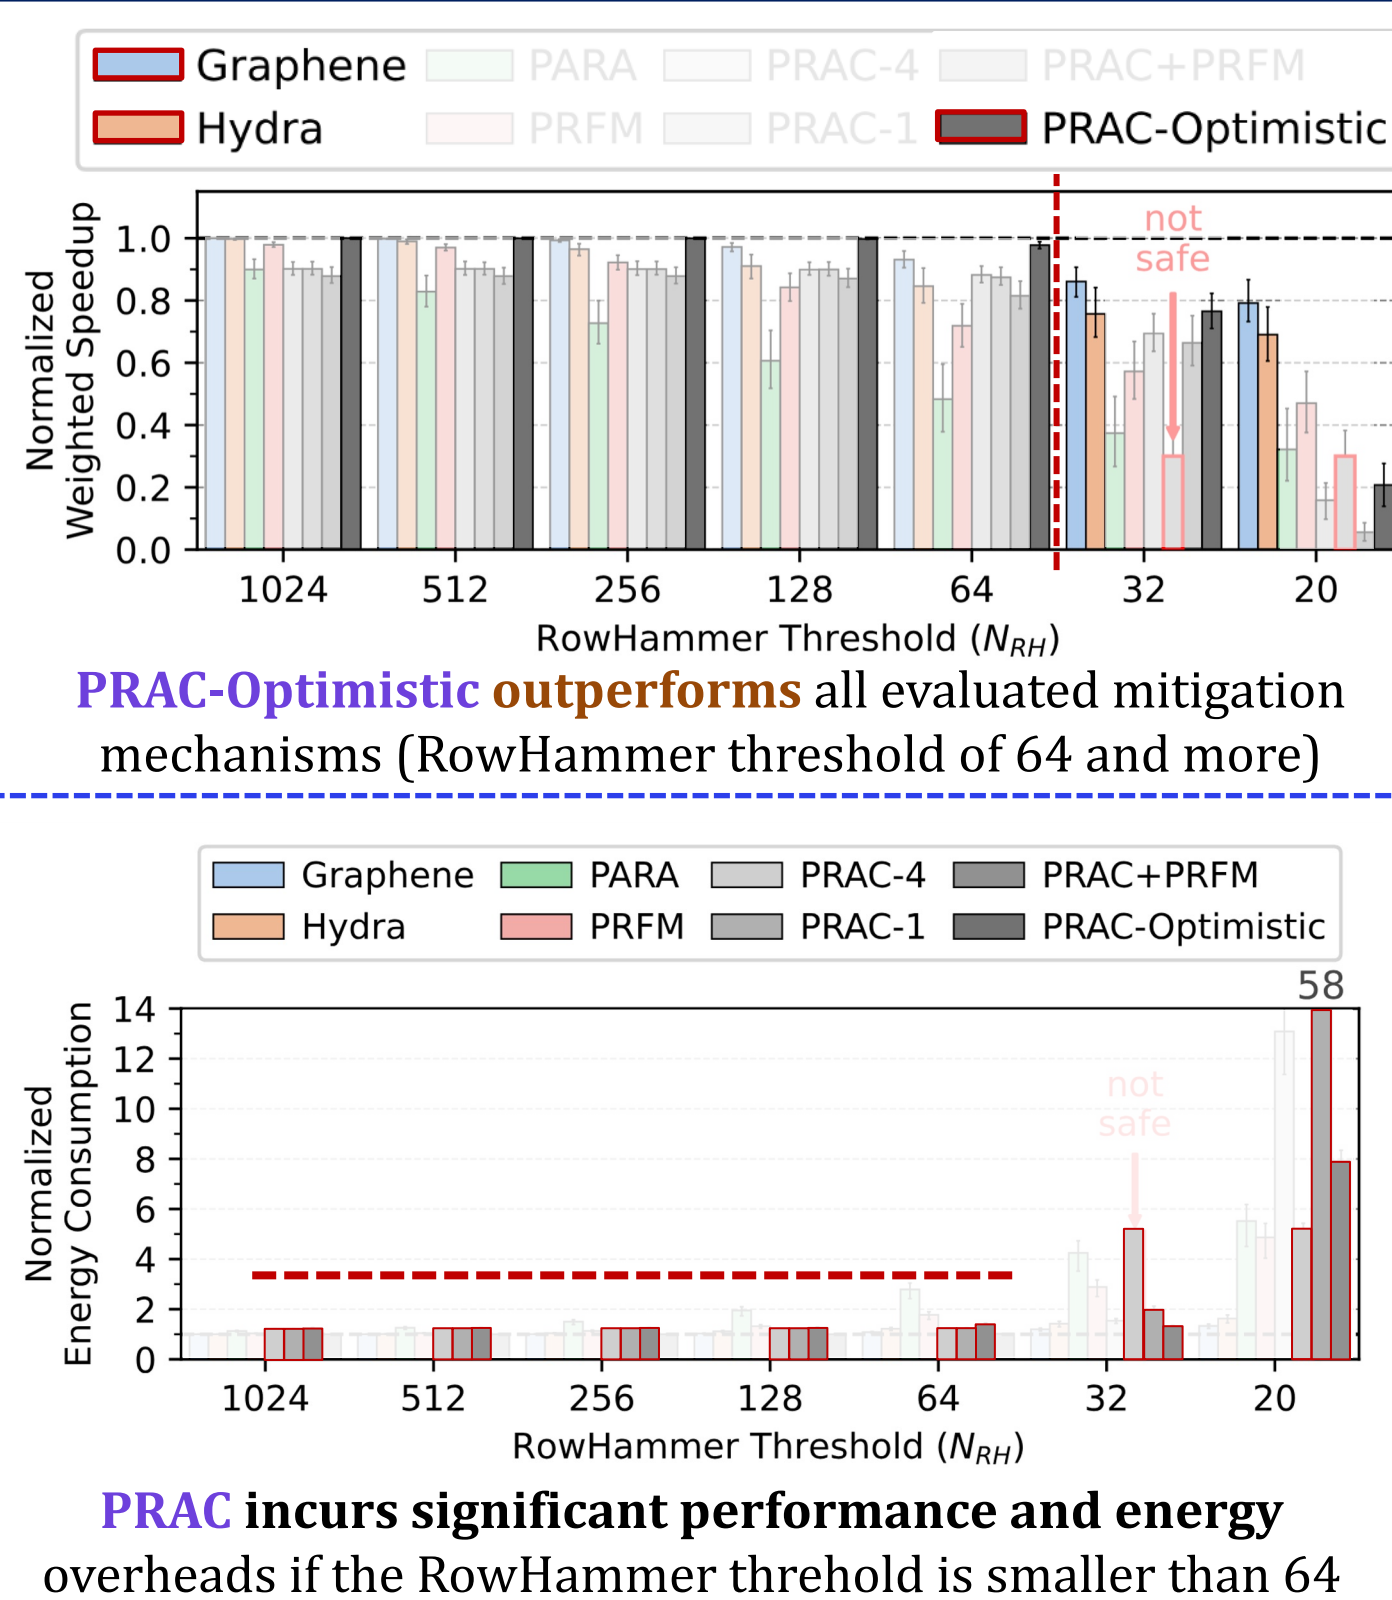 Graphene PARA PRAC-4 PRAC+PRFM
Hydra PRFM PRAC-1 PRAC-Optimistic
Normalized
Weighted Speedup
1.0
0.8
0.6
0.4
0.2
0.0
not
safe
1024 512 256 128 64 32 20
RowHammer Threshold (N_RH)
PRAC-Optimistic outperforms all evaluated mitigation
mechanisms (RowHammer threshold of 64 and more)
Graphene PARA PRAC-4 PRAC+PRFM
Hydra PRFM PRAC-1 PRAC-Optimistic
58
Normalized
Energy Consumption
14
12
10
8
6
4
2
0
not
safe
1024 512 256 128 64 32 20
RowHammer Threshold (N_RH)
PRAC incurs significant performance and energy
overheads if the RowHammer threhold is smaller than 64